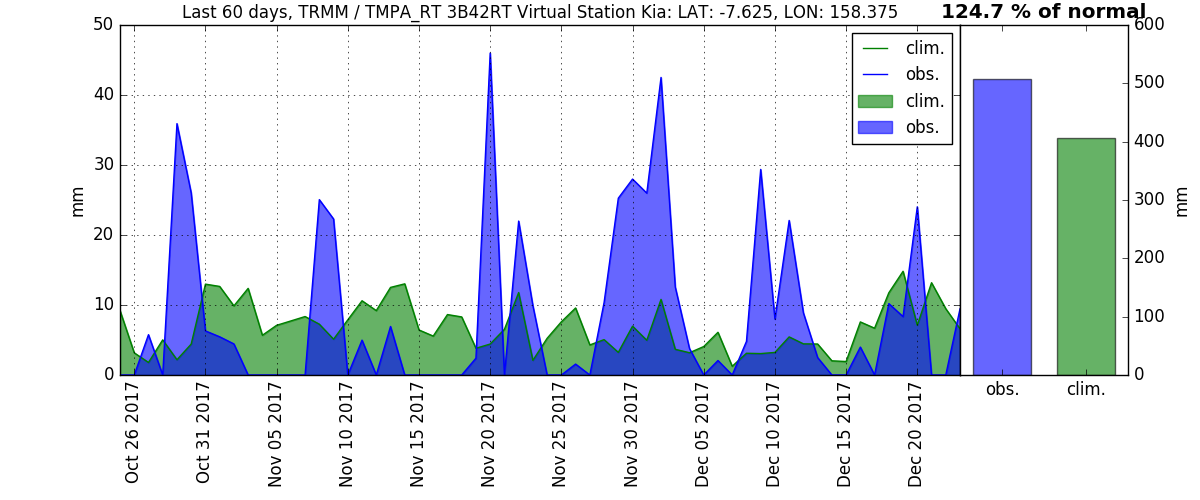 Last 60 days, TRMM / TMPA_RT 3B42RT Virtual Station Kia: LAT: -7.625, LON: 158.375
124.7 % of normal
50
40
30
20
10
0
mm
clim.
obs.
clim.
obs.
600
500
400
300
200
100
0
mm
Oct 26 2017
Oct 31 2017
Nov 05 2017
Nov 10 2017
Nov 15 2017
Nov 20 2017
Nov 25 2017
Nov 30 2017
Dec 05 2017
Dec 10 2017
Dec 15 2017
Dec 20 2017
obs.
clim.